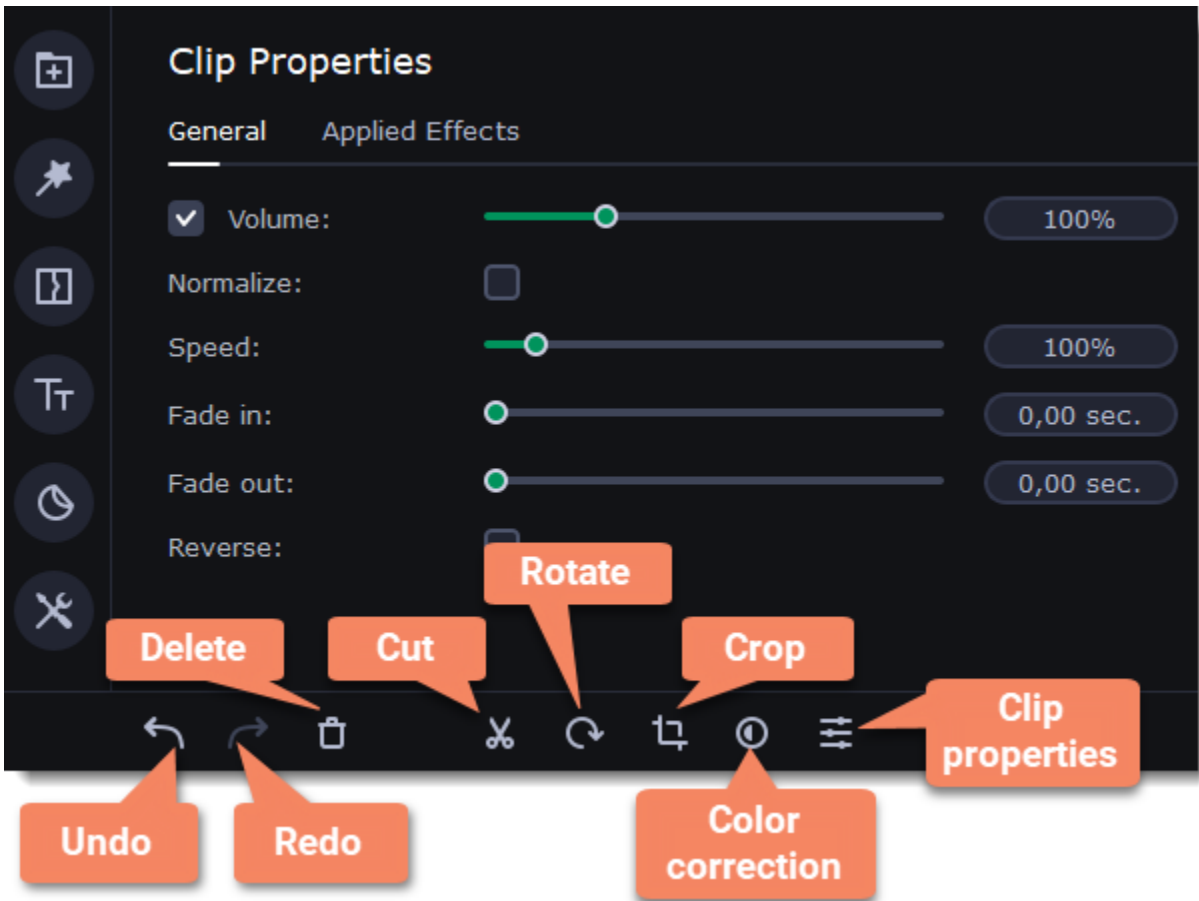 Clip Properties
General Applied Effects
Volume: 100%
Normalize:
Speed: 100%
Fade in: 0,00 sec.
Fade out: 0,00 sec.
Reverse:
Rotate
Delete Cut Crop
Clip
properties
Undo Redo
Color
correction